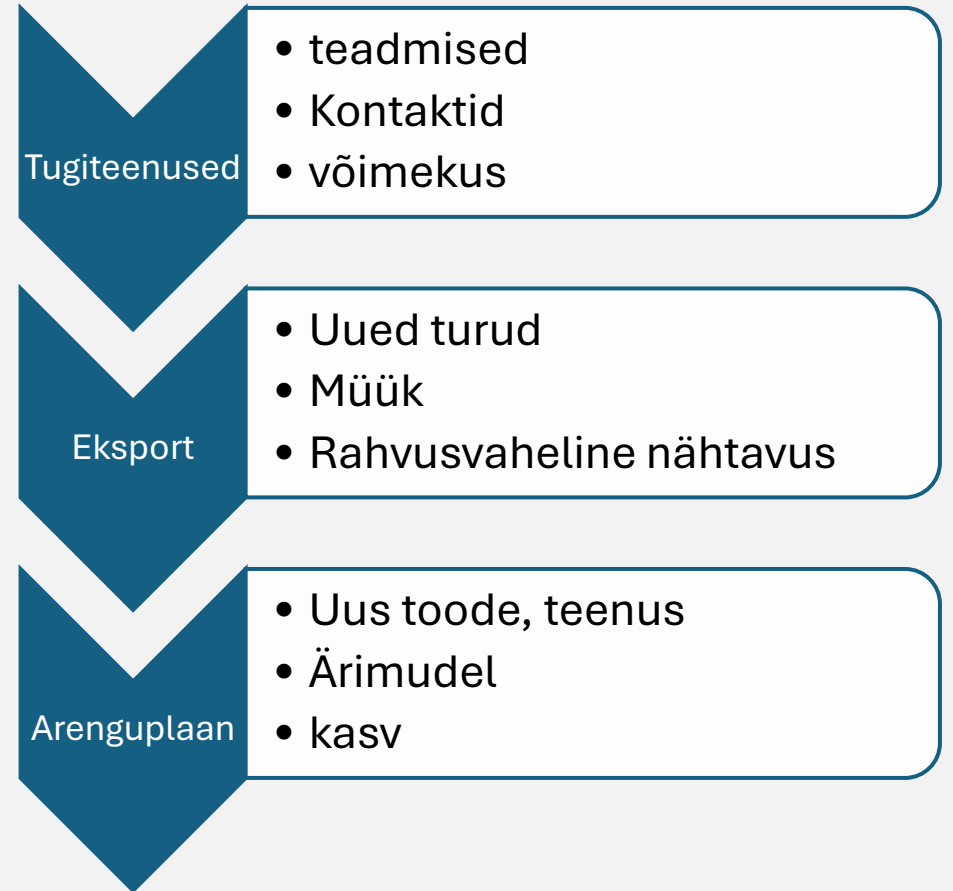 Tugiteenused
• teadmised
• Kontaktid
• võimekus
Eksport
• Uued turud
• Müük
• Rahvusvaheline nähtavus
Arenguplaan
• Uus toode, teenus
• Ärimudel
• kasv